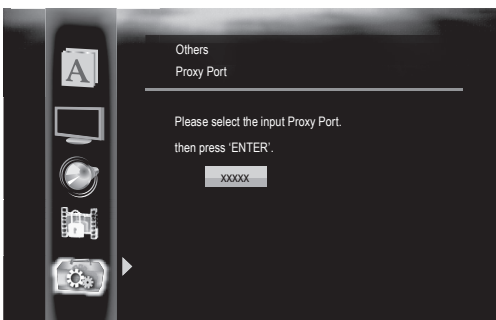 A
Others
Proxy Port
Please select the input Proxy Port.
then press ‘ENTER’.
xxxxx